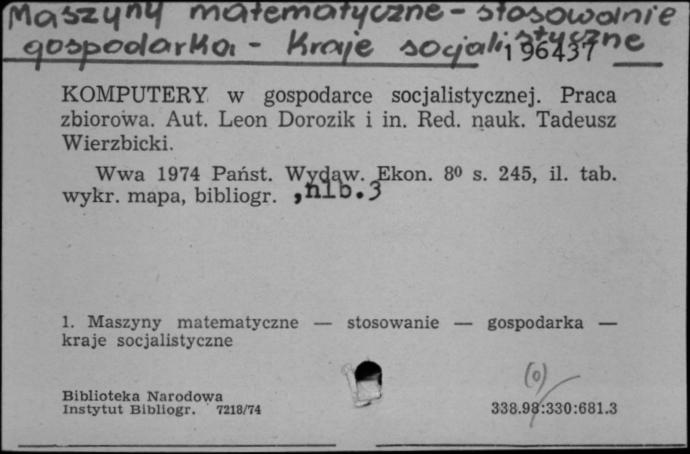 Maszyny matematyczne - stosowanie
gospodarka - Kraje socjalistyczne
196437
KOMPUTERY w gospodarce socjalistycznej. Praca
zbiorowa. Aut. Leon Dorozik i in. Red. nauk. Tadeusz
Wierzbicki.
Wwa 1974 Państ. Wydaw. Ekon. 8⁰ s. 245, il. tab.
wykr. mapa, bibliogr. , nlb. 3
1. Maszyny matematyczne — stosowanie — gospodarka —
kraje socjalistyczne
(0)
Biblioteka Narodowa
Instytut Bibliogr. 7218/74
338.98:330:681.3